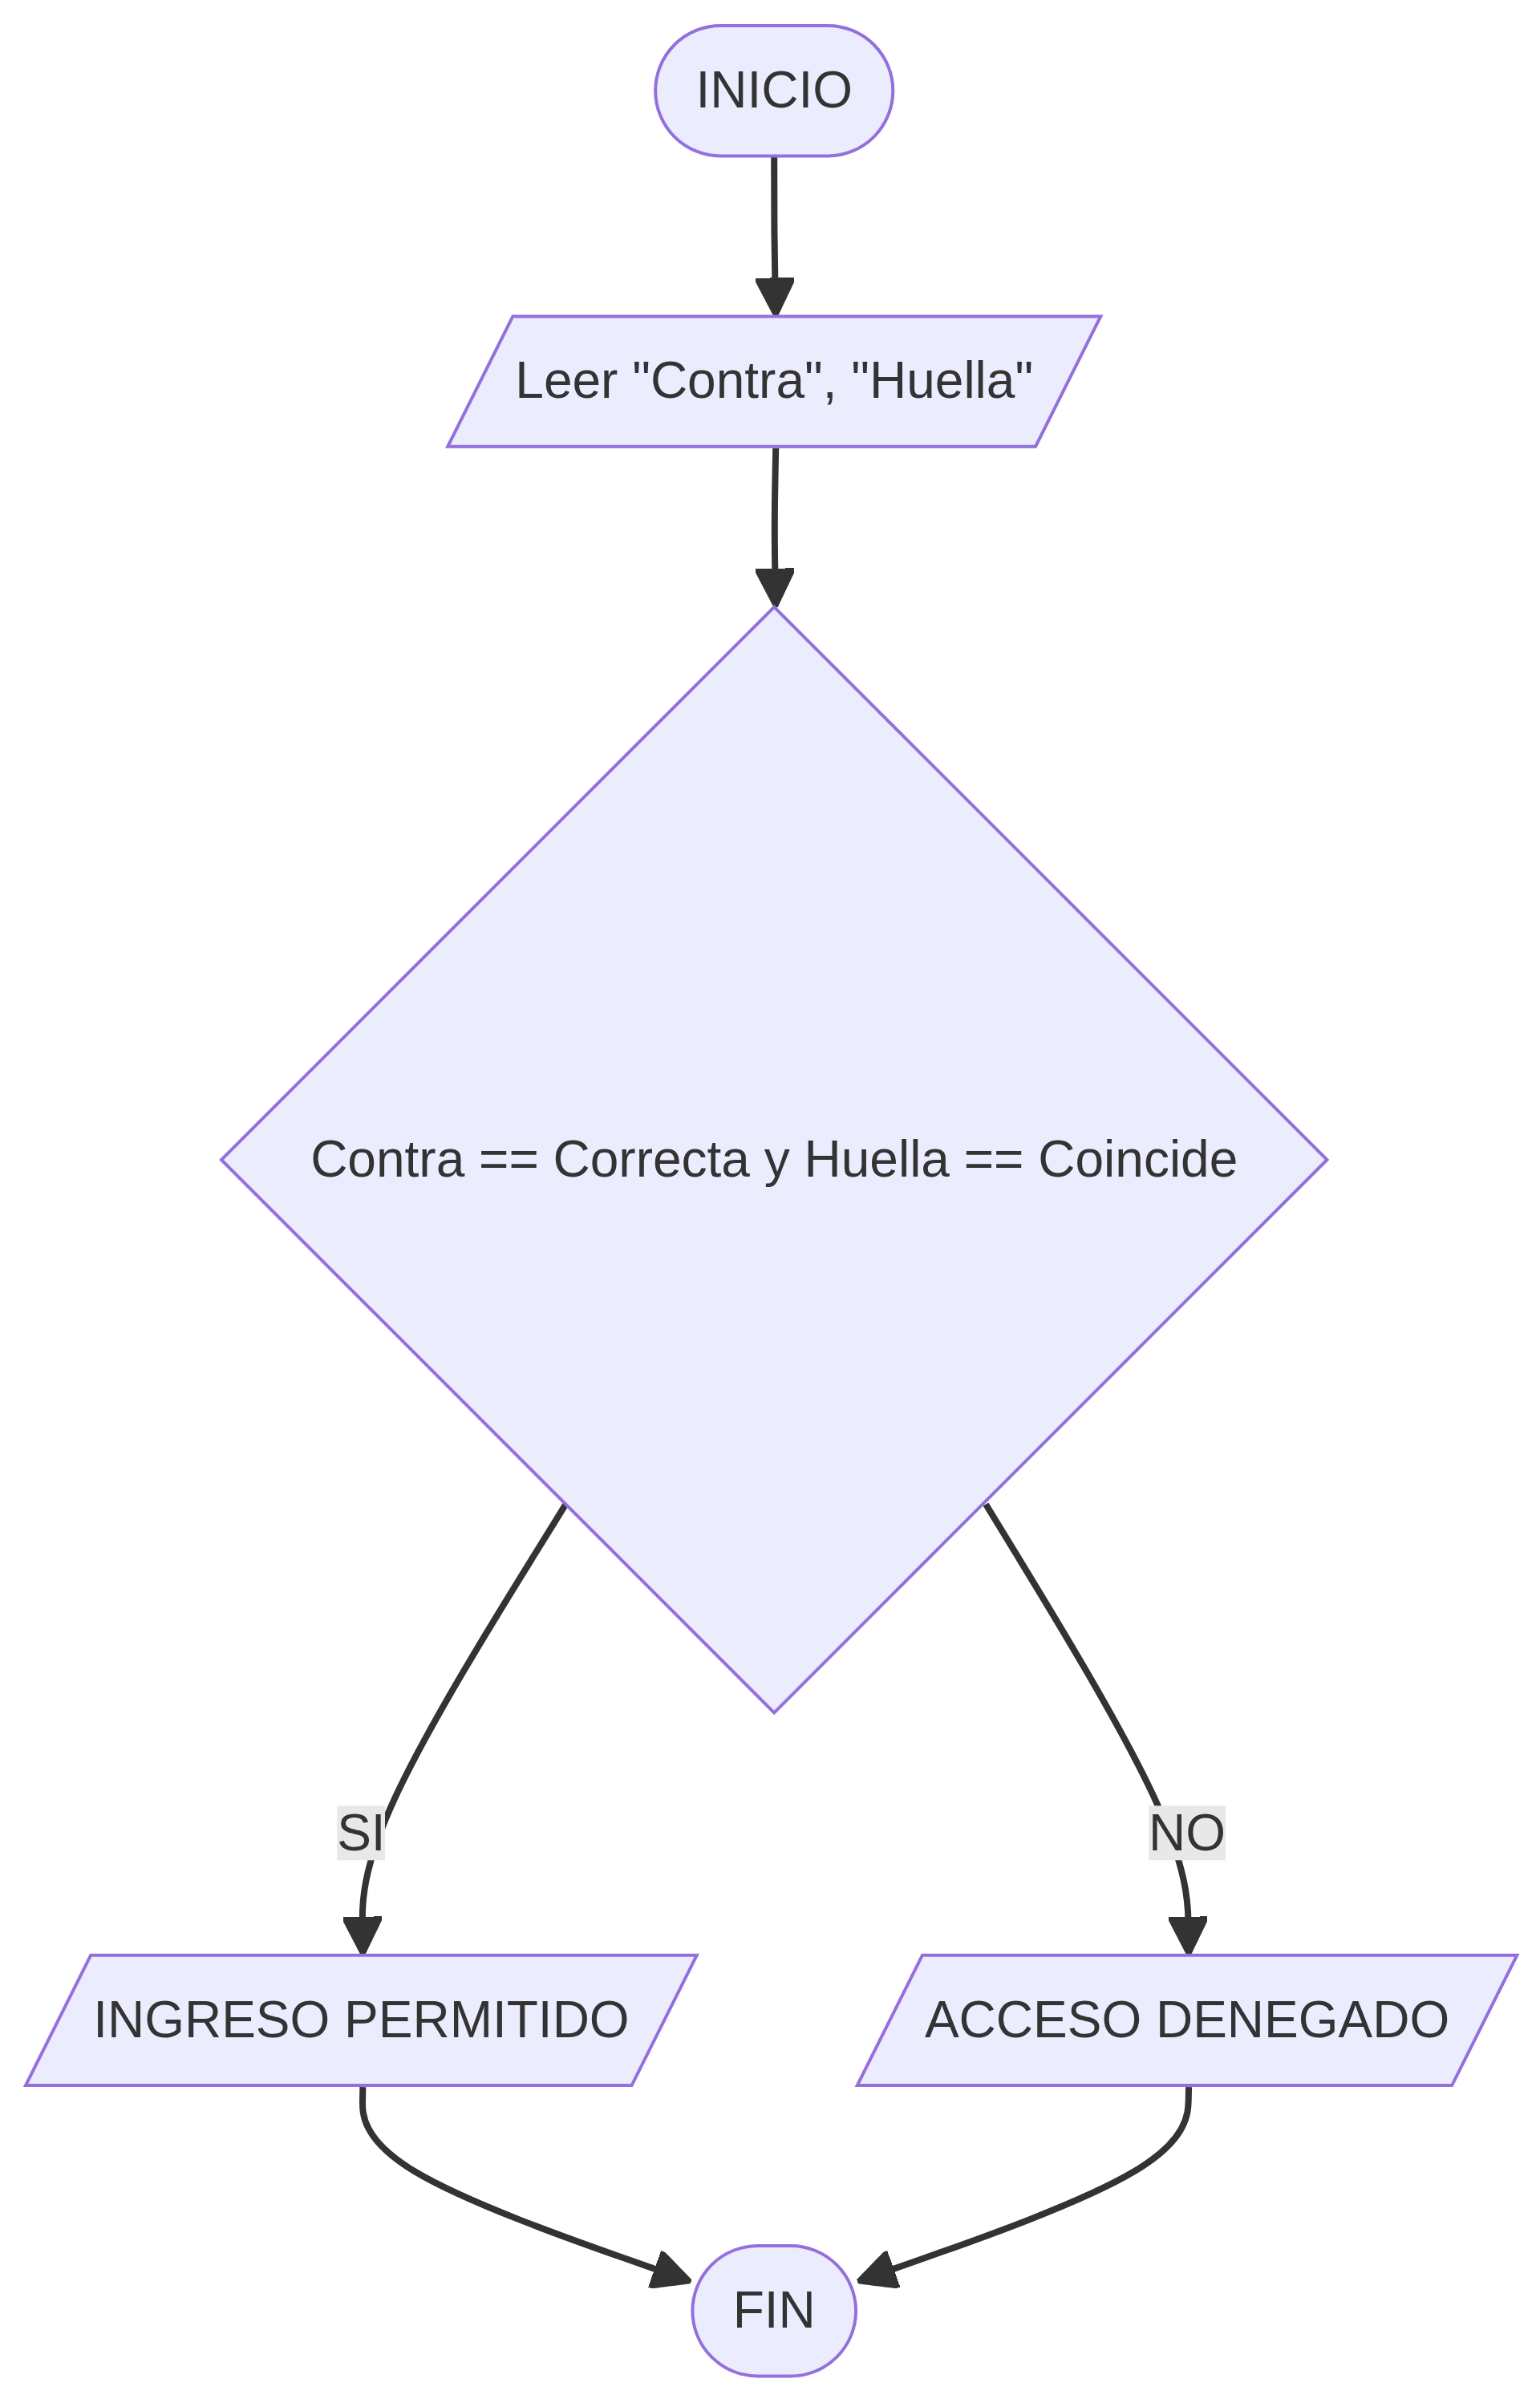 INICIO
Leer "Contra", "Huella"
Contra == Correcta y Huella == Coincide
SI
NO
INGRESO PERMITIDO
ACCESO DENEGADO
FIN